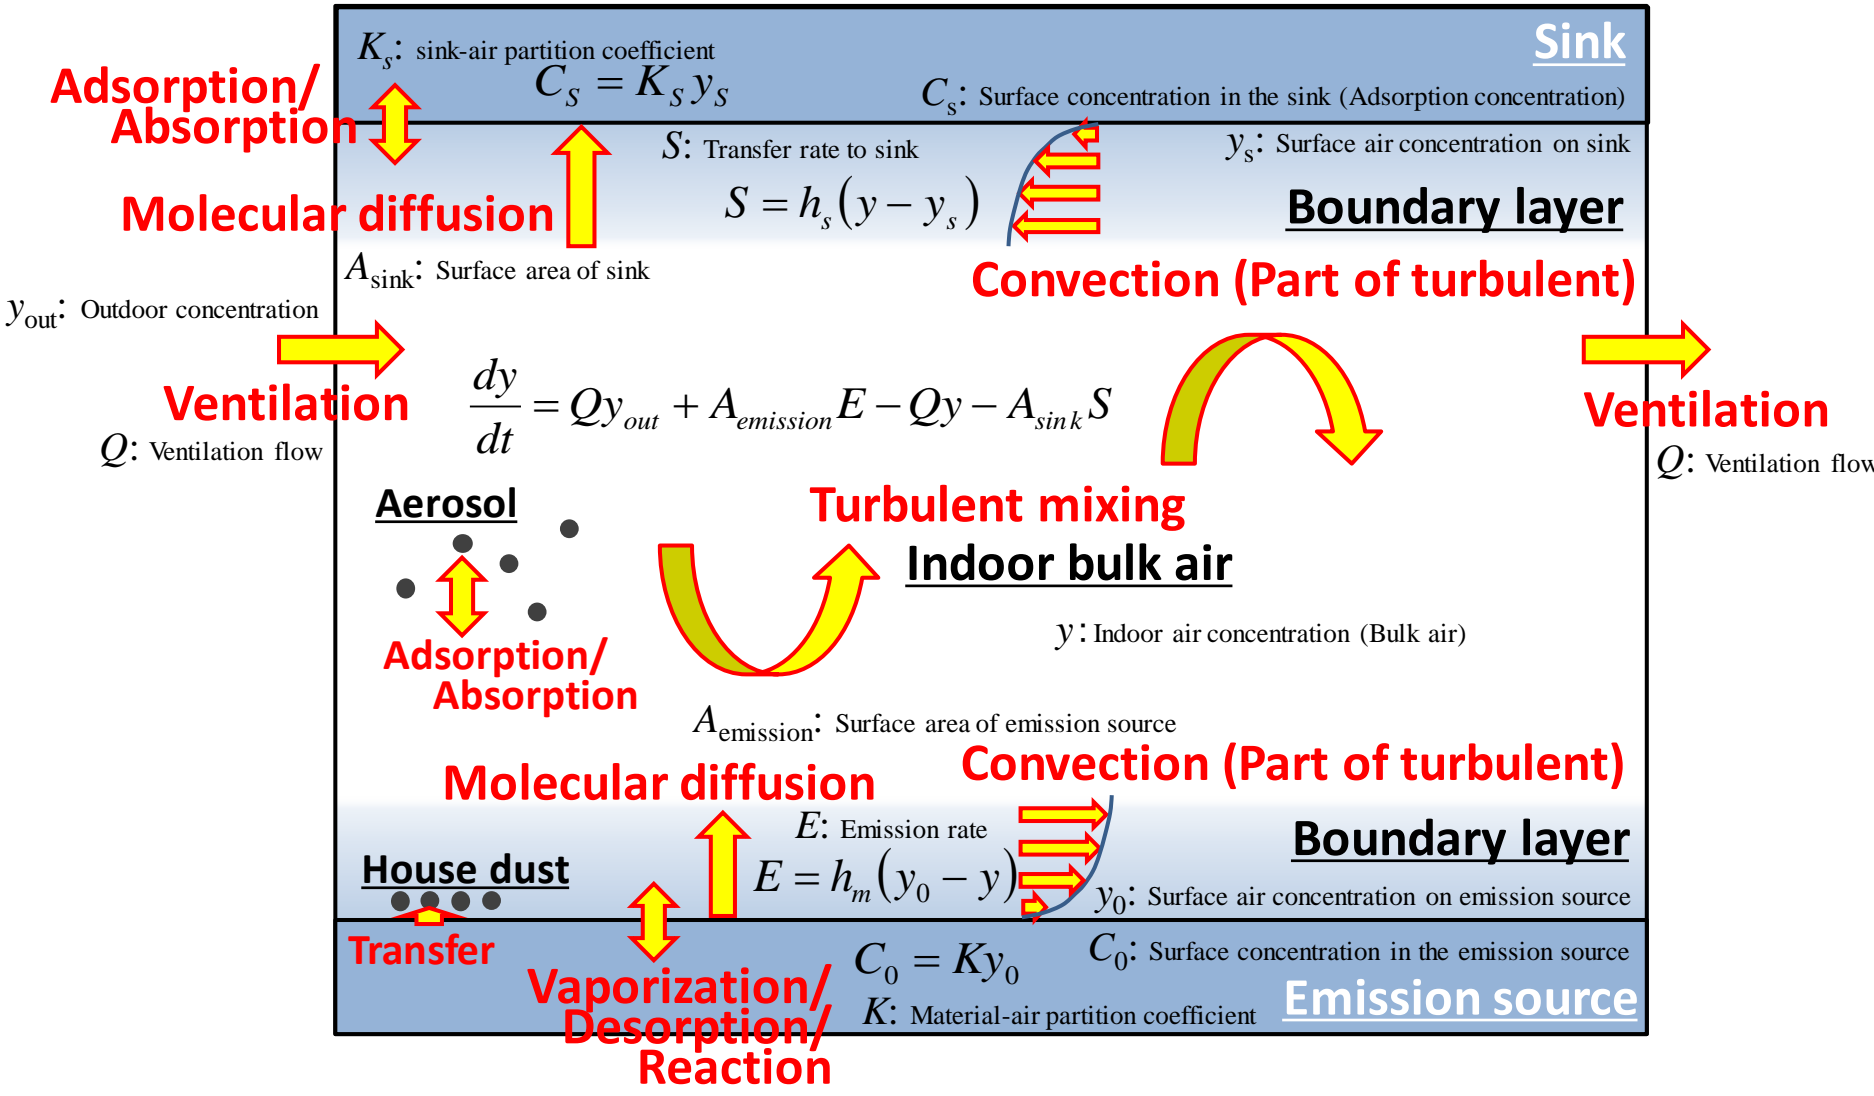 Sink
K_s: sink-air partition coefficient
Adsorption/
Absorption
C_S = K_S y_S
C_s: Surface concentration in the sink (Adsorption concentration)
S: Transfer rate to sink
y_s: Surface air concentration on sink
S = h_s(y − y_s)
Molecular diffusion
Boundary layer
A_sink: Surface area of sink
Convection (Part of turbulent)
y_out: Outdoor concentration
Ventilation
Q: Ventilation flow
dy/dt = Qy_out + A_emission E − Qy − A_sink S
Ventilation
Q: Ventilation flow
Aerosol
Turbulent mixing
Indoor bulk air
y: Indoor air concentration (Bulk air)
Adsorption/
Absorption
A_emission: Surface area of emission source
Convection (Part of turbulent)
Molecular diffusion
E: Emission rate
Boundary layer
House dust
E = h_m(y_0 − y)
y_0: Surface air concentration on emission source
Transfer
C_0 = Ky_0
C_0: Surface concentration in the emission source
Vaporization/
Desorption/
Reaction
K: Material-air partition coefficient
Emission source